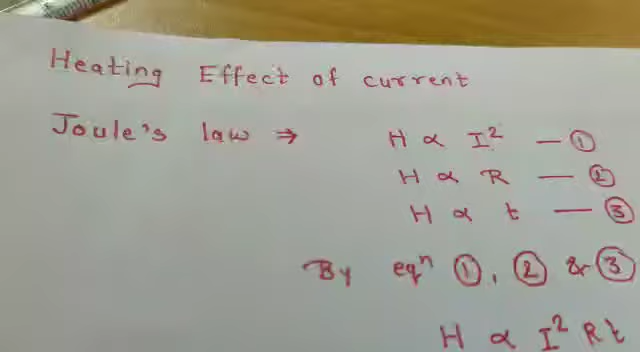 Heating Effect of current
Joule's law ⇒ H ∝ I² — ①
H ∝ R — ②
H ∝ t — ③
By eqⁿ ①, ② & ③
H ∝ I² R t